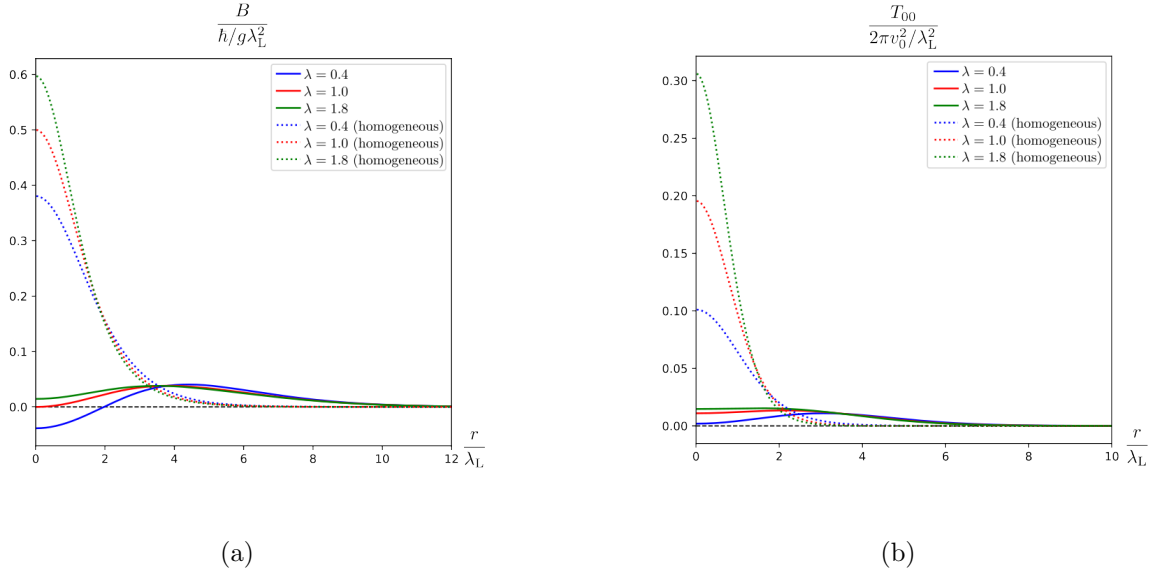 B
ħ/gλ_L^2
0.6
0.5
0.4
0.3
0.2
0.1
0.0
0 2 4 6 8 10 12
r
λ_L
λ = 0.4
λ = 1.0
λ = 1.8
λ = 0.4 (homogeneous)
λ = 1.0 (homogeneous)
λ = 1.8 (homogeneous)
(a)
T_00
2πv_0^2/λ_L^2
0.30
0.25
0.20
0.15
0.10
0.05
0.00
0 2 4 6 8 10
r
λ_L
λ = 0.4
λ = 1.0
λ = 1.8
λ = 0.4 (homogeneous)
λ = 1.0 (homogeneous)
λ = 1.8 (homogeneous)
(b)